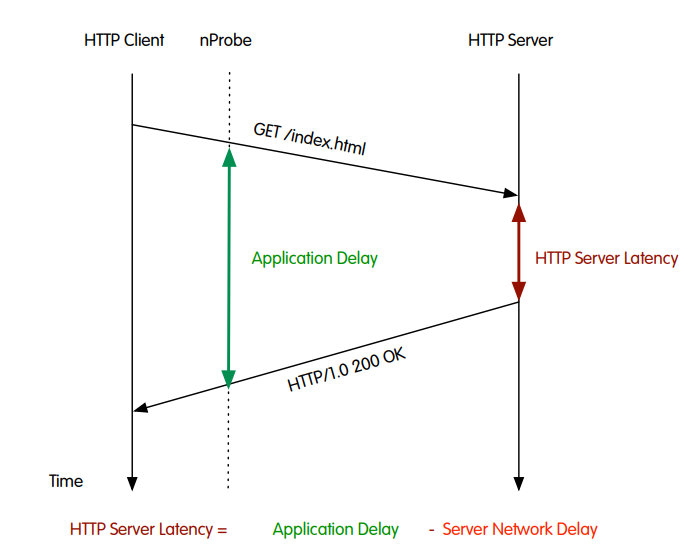 HTTP Client nProbe HTTP Server
GET /index.html
Application Delay HTTP Server Latency
HTTP/1.0 200 OK
Time
HTTP Server Latency = Application Delay - Server Network Delay